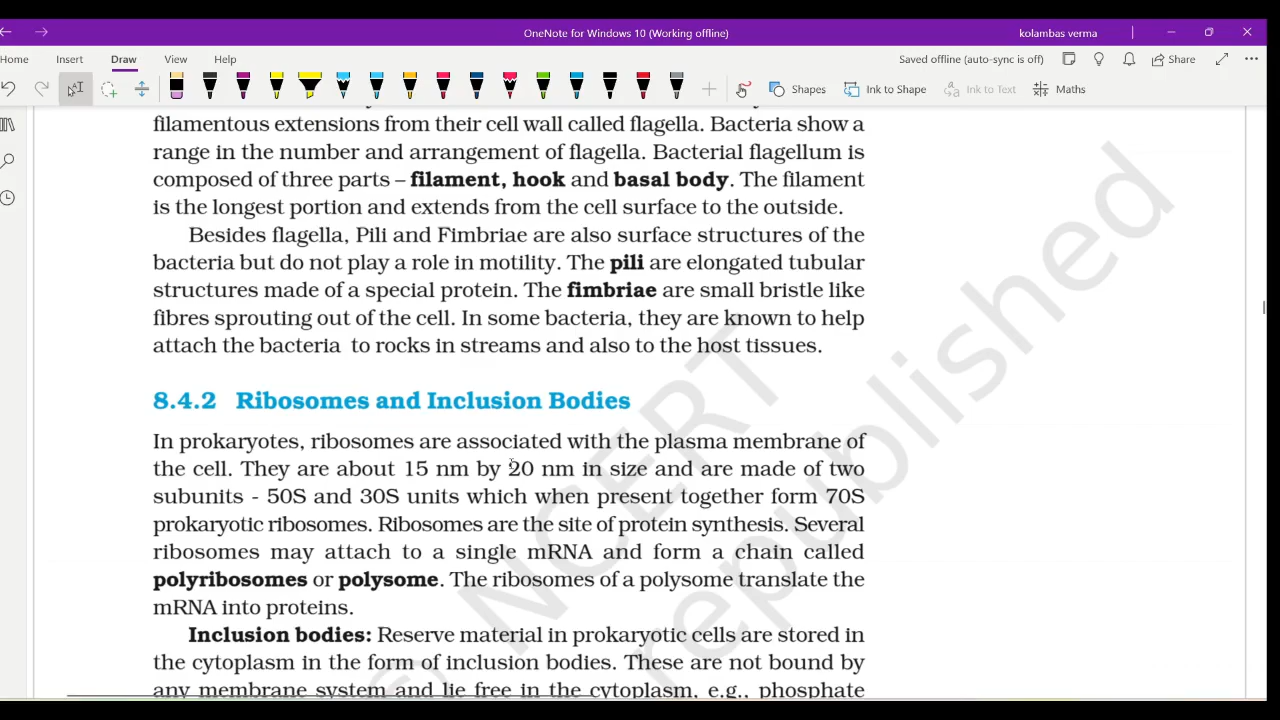 OneNote for Windows 10 (Working offline)
kolambas verma
Home Insert Draw View Help
Saved offline (auto-sync is off)
Share
Shapes
Ink to Shape
Ink to Text
Maths
filamentous extensions from their cell wall called flagella. Bacteria show a
range in the number and arrangement of flagella. Bacterial flagellum is
composed of three parts – filament, hook and basal body. The filament
is the longest portion and extends from the cell surface to the outside.
Besides flagella, Pili and Fimbriae are also surface structures of the
bacteria but do not play a role in motility. The pili are elongated tubular
structures made of a special protein. The fimbriae are small bristle like
fibres sprouting out of the cell. In some bacteria, they are known to help
attach the bacteria to rocks in streams and also to the host tissues.
8.4.2 Ribosomes and Inclusion Bodies
In prokaryotes, ribosomes are associated with the plasma membrane of
the cell. They are about 15 nm by 20 nm in size and are made of two
subunits - 50S and 30S units which when present together form 70S
prokaryotic ribosomes. Ribosomes are the site of protein synthesis. Several
ribosomes may attach to a single mRNA and form a chain called
polyribosomes or polysome. The ribosomes of a polysome translate the
mRNA into proteins.
Inclusion bodies: Reserve material in prokaryotic cells are stored in
the cytoplasm in the form of inclusion bodies. These are not bound by
any membrane system and lie free in the cytoplasm, e.g., phosphate
© NCERT
republished